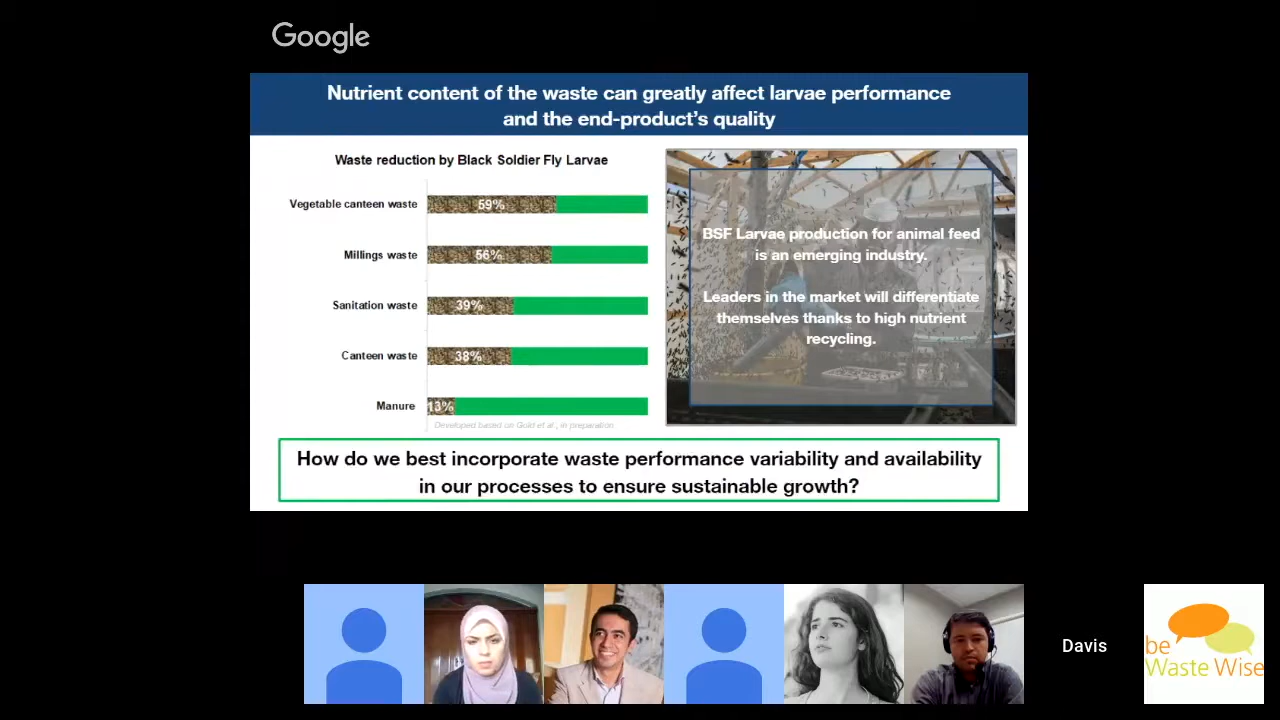 Google
Nutrient content of the waste can greatly affect larvae performance
and the end-product's quality
Waste reduction by Black Soldier Fly Larvae
Vegetable canteen waste 59%
Millings waste 56%
Sanitation waste 39%
Canteen waste 38%
Manure 13%
Developed based on Gold et al., in preparation
BSF Larvae production for animal feed
is an emerging industry.
Leaders in the market will differentiate
themselves thanks to high nutrient
recycling.
How do we best incorporate waste performance variability and availability
in our processes to ensure sustainable growth?
Davis
be
Waste Wise